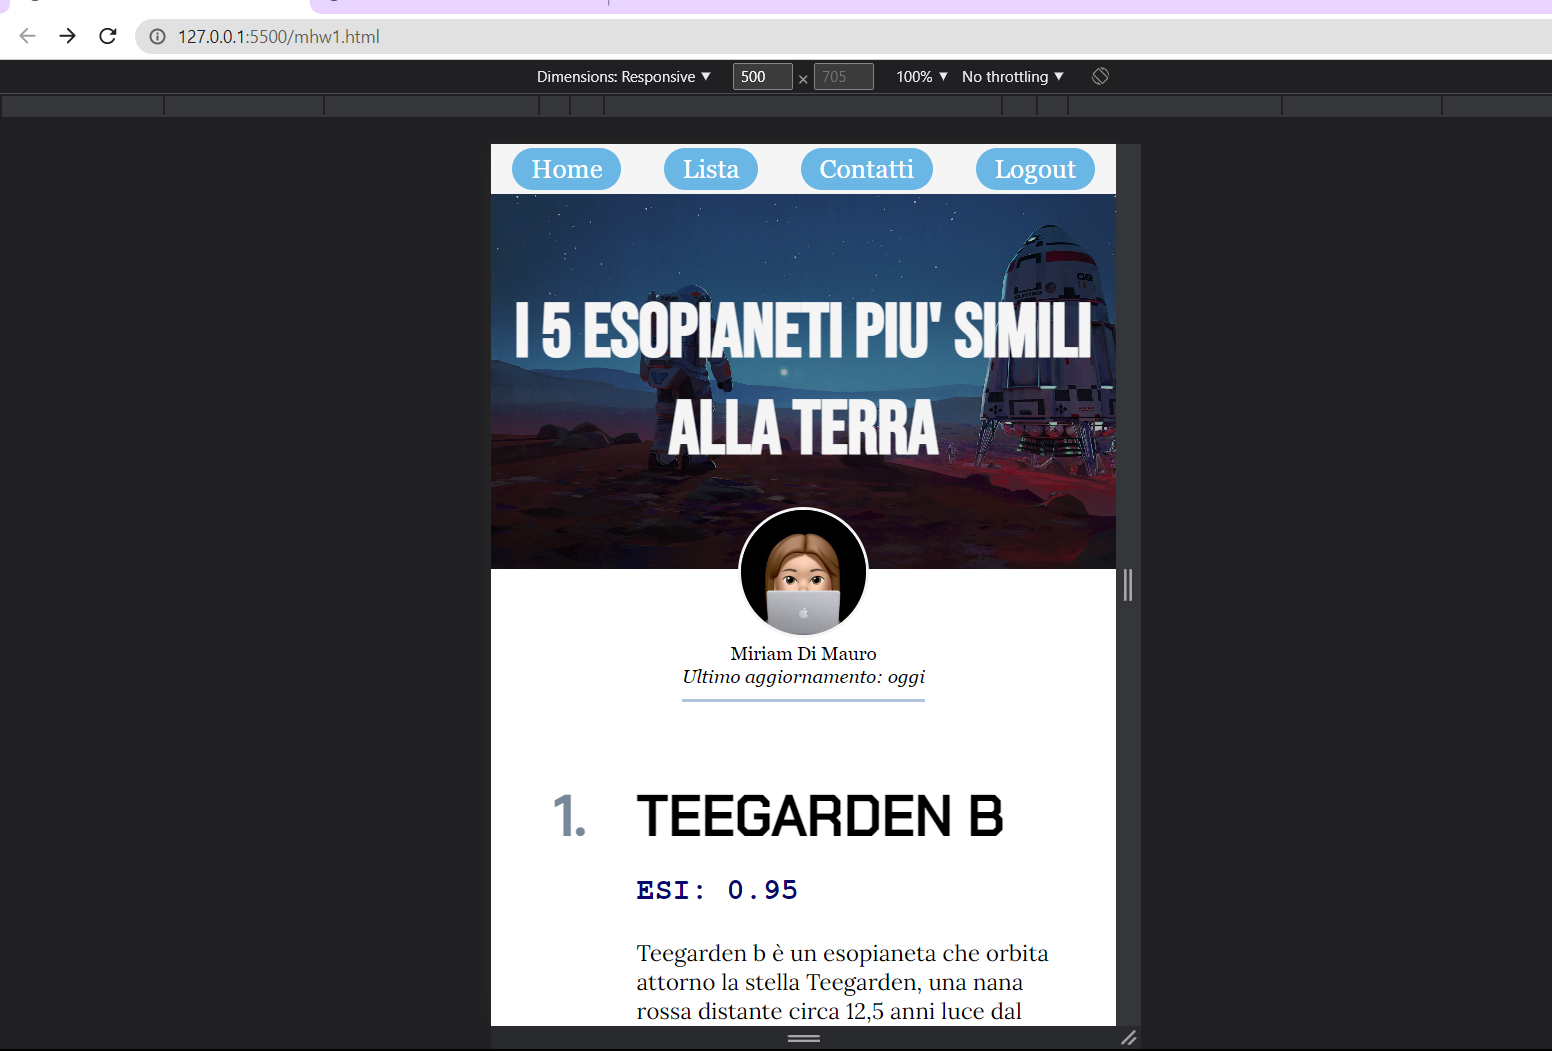 127.0.0.1:5500/mhw1.html
Dimensions: Responsive ▼ 500 × 705 100% ▼ No throttling ▼
Home Lista Contatti Logout
I 5 ESOPIANETI PIU' SIMILI
ALLA TERRA
Miriam Di Mauro
Ultimo aggiornamento: oggi
1. TEEGARDEN B
ESI: 0.95
Teegarden b è un esopianeta che orbita
attorno la stella Teegarden, una nana
rossa distante circa 12,5 anni luce dal